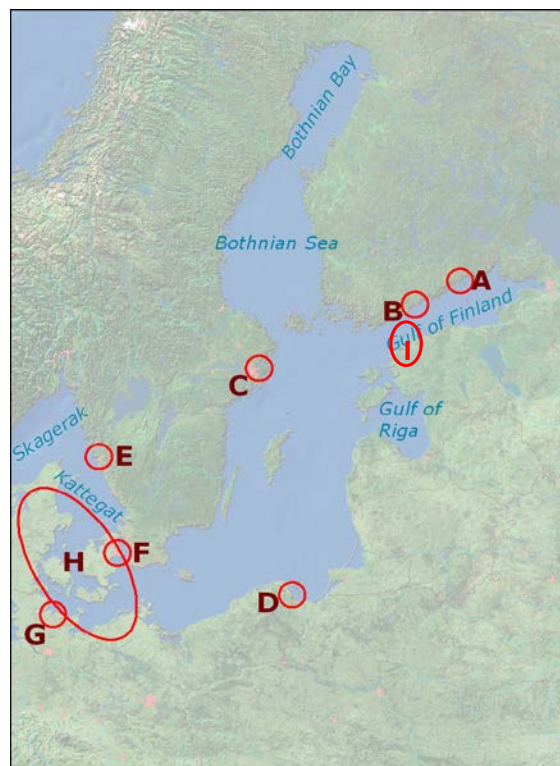 Bothnian Bay
Bothnian Sea
A
B
Gulf of Finland
I
C
Gulf of
Riga
Skagerak
E
Kattegat
F
H
D
G